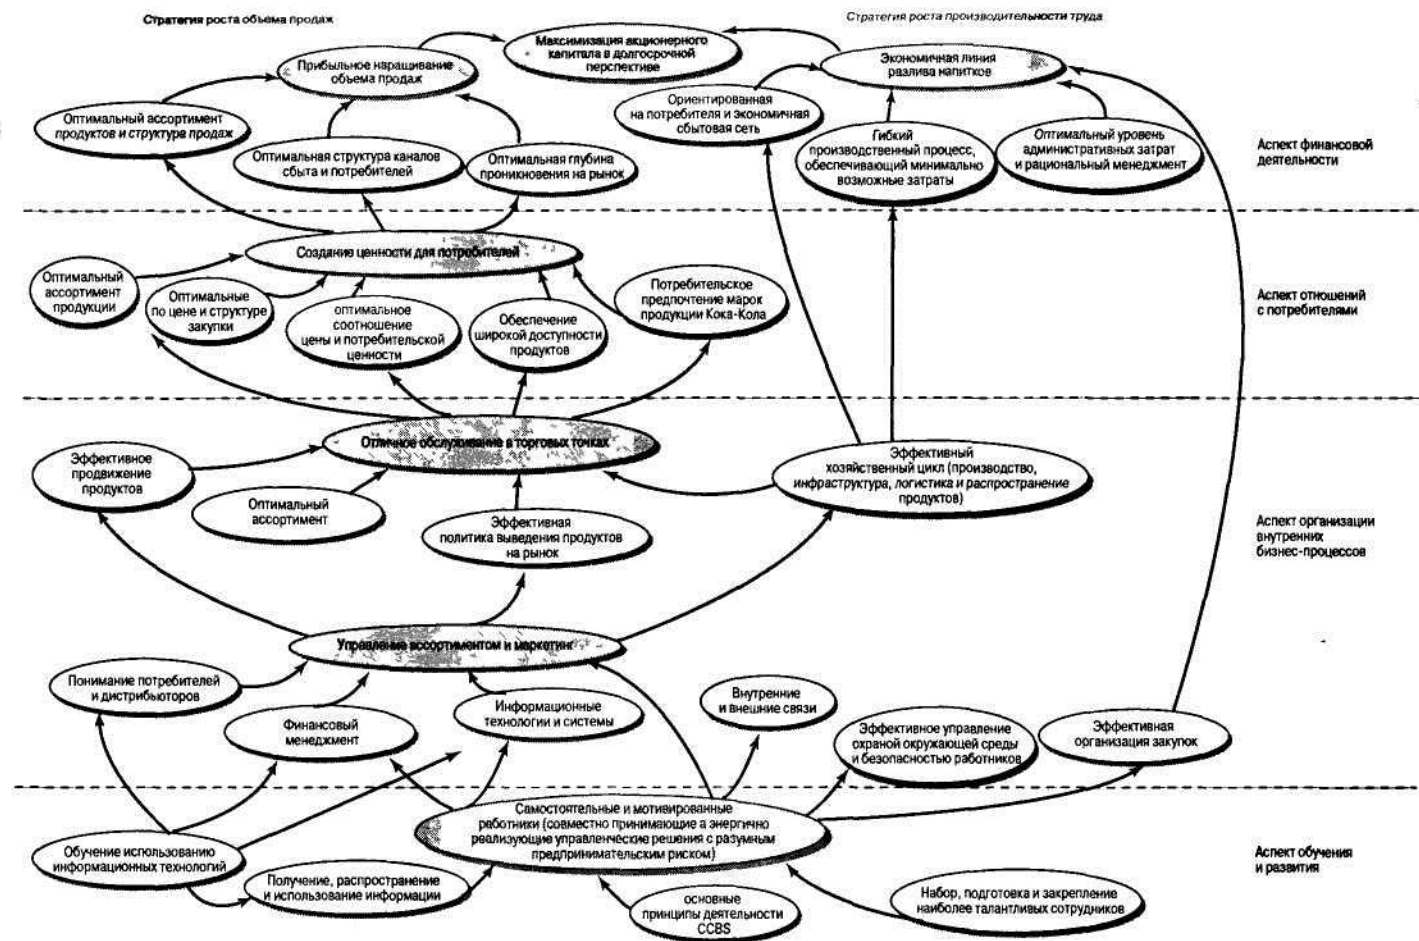 Стратегия роста объема продаж
Стратегия роста производительности труда
Максимизация акционерного
капитала в долгосрочной
перспективе
Прибыльное наращивание
объема продаж
Экономичная линия
разлива напитков
Оптимальный ассортимент
продуктов и структуре продаж
Оптимальная структура каналов
сбыта и потребителей
Оптимальная глубина
проникновения на рынок
Ориентированная
на потребителя и экономичная
сбытовая сеть
Гибкий
производственный процесс,
обеспечивающий минимально
возможные затраты
Оптимальный уровень
административных затрат
и рациональный менеджмент
Аспект финансовой
деятельности
Создание ценности для потребителей
Оптимальный
ассортимент
продукции
Оптимальные
по цене и структуре
закупки
оптимальное
соотношение
цены и потребительской
ценности
Обеспечение
широкой доступности
продуктов
Потребительское
предпочтение марок
продукции Кока-Кола
Аспект отношений
с потребителями
Отличное обслуживание в торговых точках
Эффективное
продвижение
продуктов
Оптимальный
ассортимент
Эффективная
политика выведения продуктов
на рынок
Эффективный
хозяйственный цикл (производство,
инфраструктура, логистика и распространение
продуктов)
Аспект организации
внутренних
бизнес-процессов
Управление ассортиментом и маркетинг
Понимание потребителей
и дистрибьюторов
Финансовый
менеджмент
Информационные
технологии и системы
Внутренние
и внешние связи
Эффективное управление
охраной окружающей среды
и безопасностью работников
Эффективная
организация закупок
Самостоятельные и мотивированные
работники (совместно принимающие а энергично
реализующие управленческие решения с разумным
предпринимательским риском)
Обучение использованию
информационных технологий
Получение, распространение
и использование информации
основные
принципы деятельности
CCBS
Набор, подготовка и закрепление
наиболее талантливых сотрудников
Аспект обучения
и развития